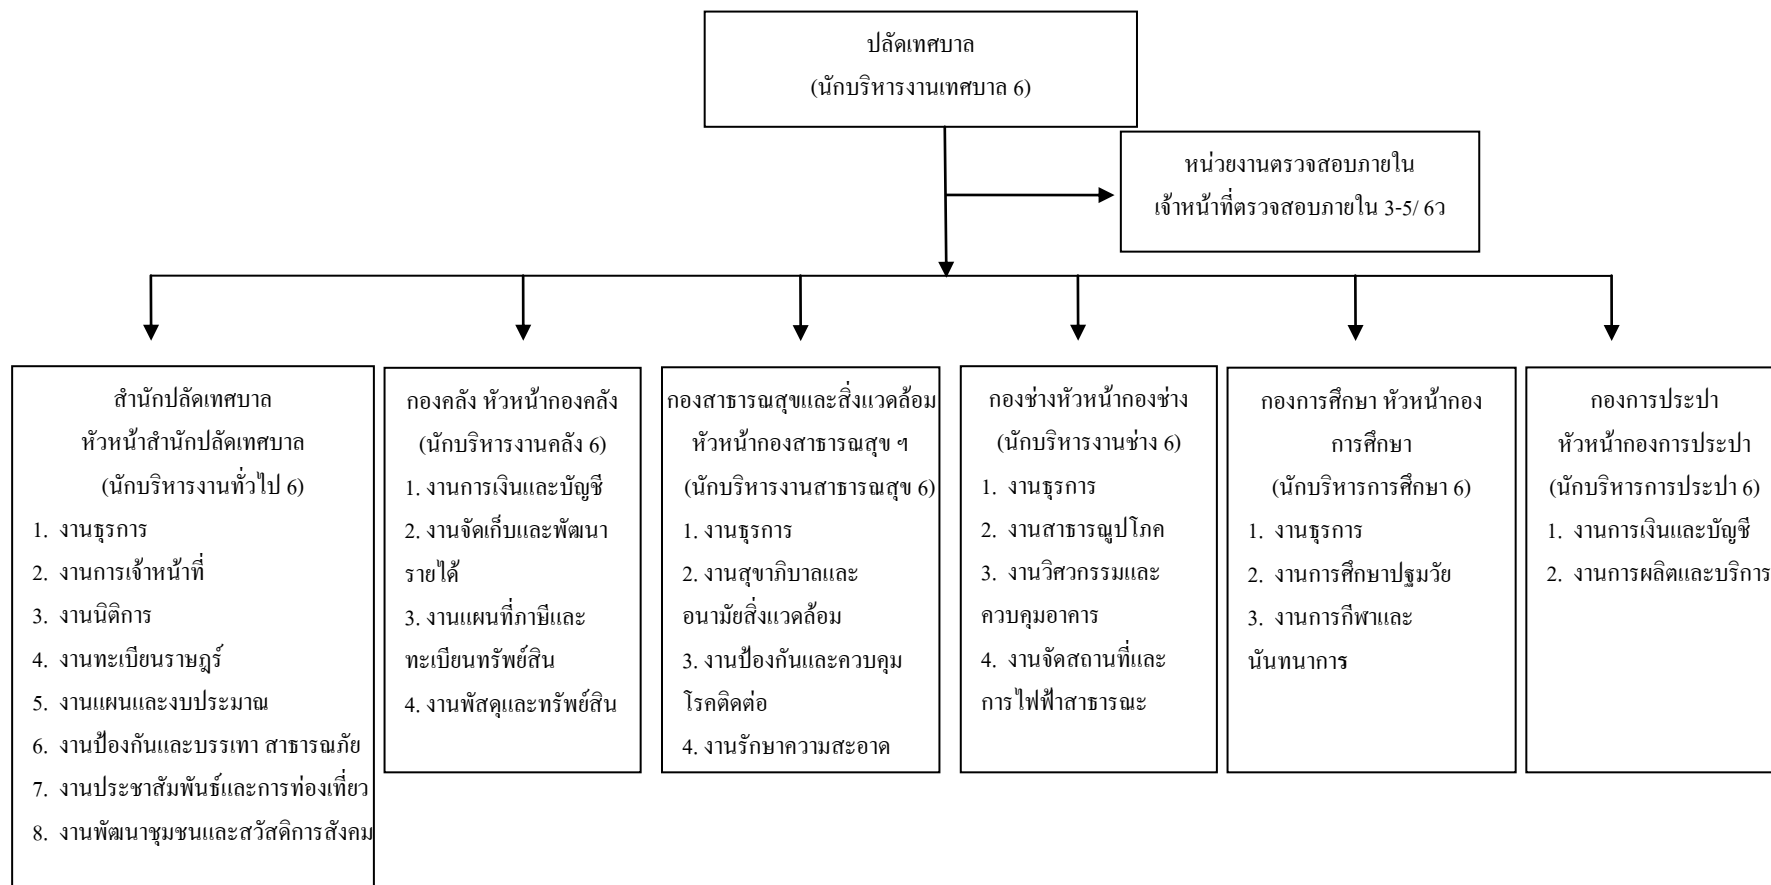 ปลัดเทศบาล
(นักบริหารงานเทศบาล 6)
หน่วยงานตรวจสอบภายใน
เจ้าหน้าที่ตรวจสอบภายใน 3-5/ 6ว
สำนักปลัดเทศบาล
หัวหน้าสำนักปลัดเทศบาล
(นักบริหารงานทั่วไป 6)
1. งานธุรการ
2. งานการเจ้าหน้าที่
3. งานนิติการ
4. งานทะเบียนราษฎร์
5. งานแผนและงบประมาณ
6. งานป้องกันและบรรเทา สาธารณภัย
7. งานประชาสัมพันธ์และการท่องเที่ยว
8. งานพัฒนาชุมชนและสวัสดิการสังคม
กองคลัง หัวหน้ากองคลัง
(นักบริหารงานคลัง 6)
1. งานการเงินและบัญชี
2. งานจัดเก็บและพัฒนา
รายได้
3. งานแผนที่ภาษีและ
ทะเบียนทรัพย์สิน
4. งานพัสดุและทรัพย์สิน
กองสาธารณสุขและสิ่งแวดล้อม
หัวหน้ากองสาธารณสุข ฯ
(นักบริหารงานสาธารณสุข 6)
1. งานธุรการ
2. งานสุขาภิบาลและ
อนามัยสิ่งแวดล้อม
3. งานป้องกันและควบคุม
โรคติดต่อ
4. งานรักษาความสะอาด
กองช่างหัวหน้ากองช่าง
(นักบริหารงานช่าง 6)
1. งานธุรการ
2. งานสาธารณูปโภค
3. งานวิศวกรรมและ
ควบคุมอาคาร
4. งานจัดสถานที่และ
การไฟฟ้าสาธารณะ
กองการศึกษา หัวหน้ากอง
การศึกษา
(นักบริหารการศึกษา 6)
1. งานธุรการ
2. งานการศึกษาปฐมวัย
3. งานการกีฬาและ
นันทนาการ
กองการประปา
หัวหน้ากองการประปา
(นักบริหารการประปา 6)
1. งานการเงินและบัญชี
2. งานการผลิตและบริการ